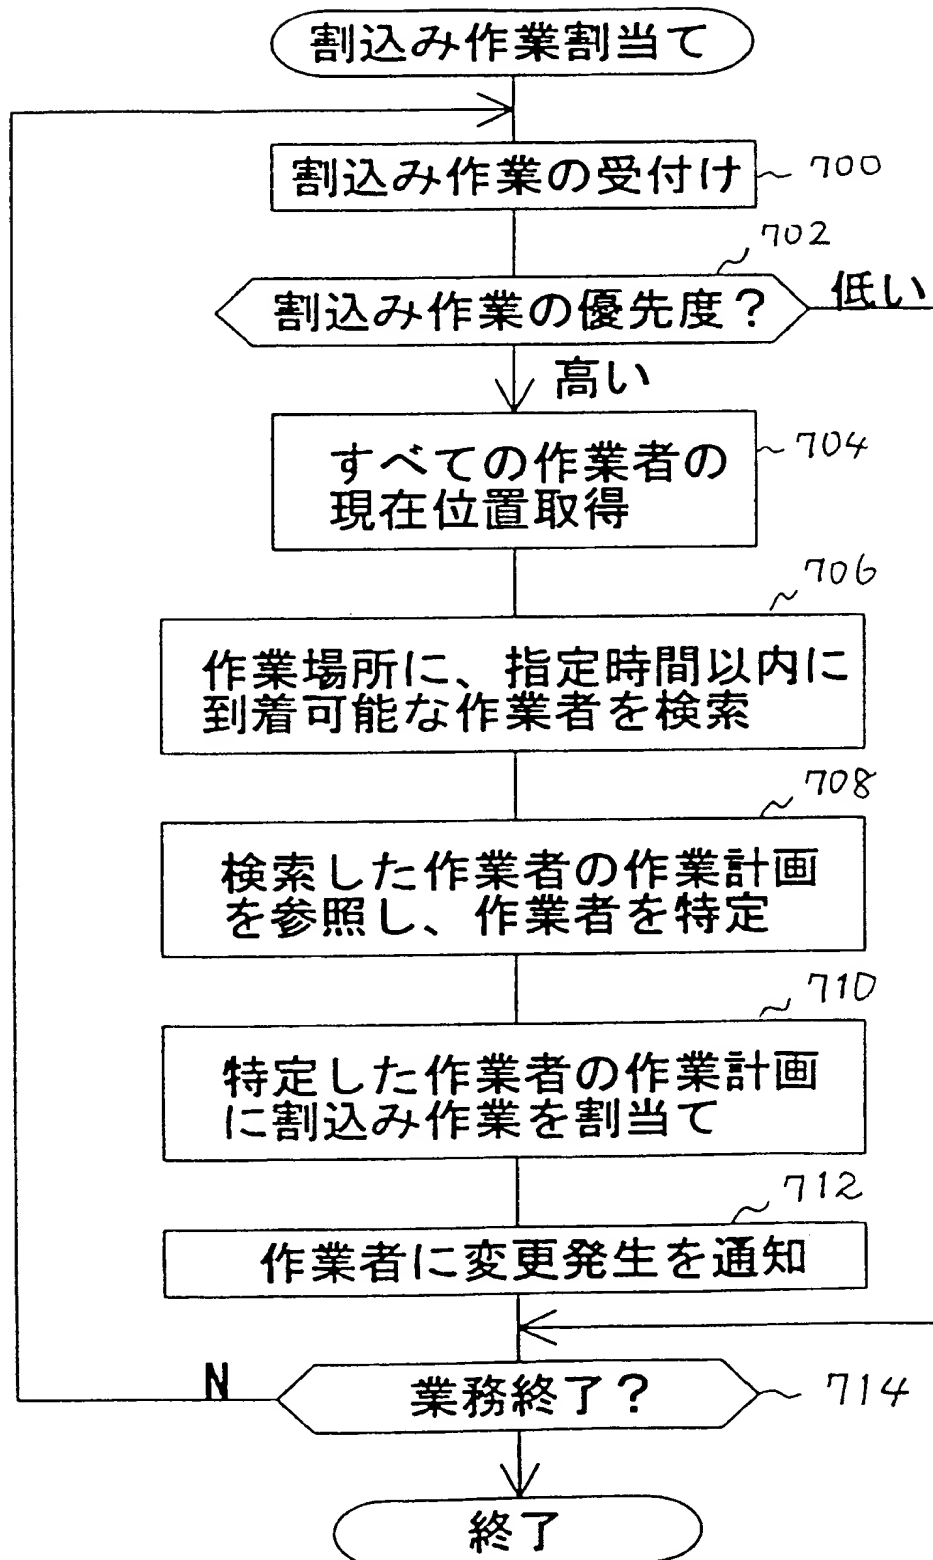 割込み作業割当て
割込み作業の受付け
700
702
割込み作業の優先度？
低い
高い
すべての作業者の
現在位置取得
704
706
作業場所に、指定時間以内に
到着可能な作業者を検索
708
検索した作業者の作業計画
を参照し、作業者を特定
710
特定した作業者の作業計画
に割込み作業を割当て
712
作業者に変更発生を通知
N
業務終了？
714
終了